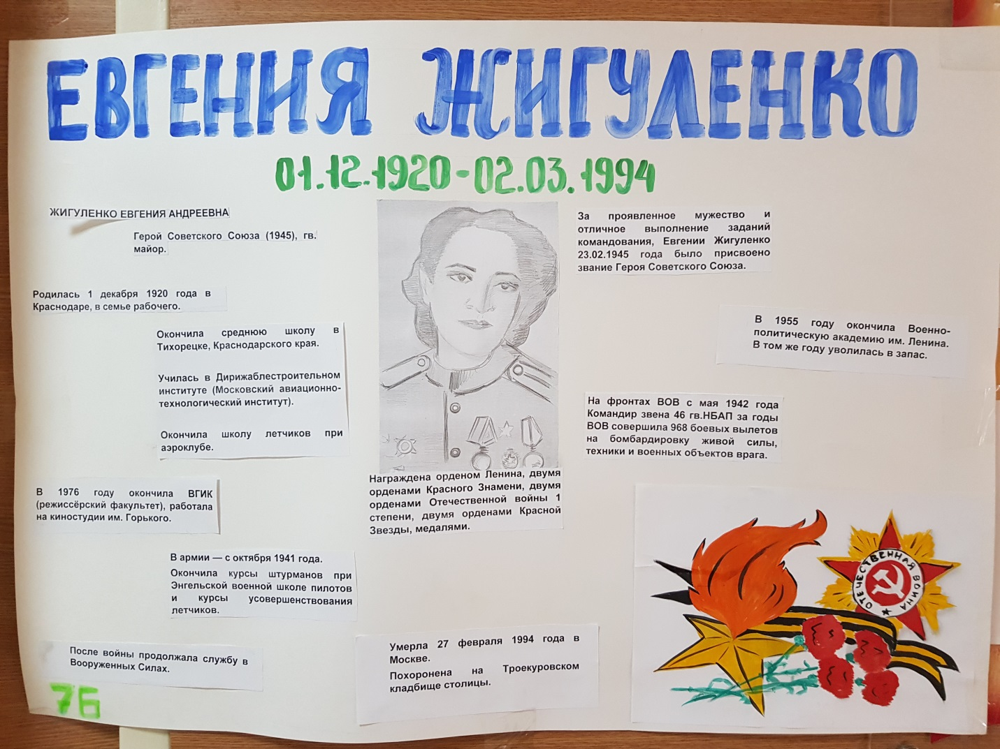 ЕВГЕНИЯ ЖИГУЛЕНКО
01.12.1920-02.03.1994
ЖИГУЛЕНКО ЕВГЕНИЯ АНДРЕЕВНА
Герой Советского Союза (1945), гв.
майор.
Родилась 1 декабря 1920 года в
Краснодаре, в семье рабочего.
Окончила среднюю школу в
Тихорецке, Краснодарского края.
Училась в Дирижаблестроительном
институте (Московский авиационно-
технологический институт).
Окончила школу летчиков при
аэроклубе.
В 1976 году окончила ВГИК
(режиссёрский факультет), работала
на киностудии им. Горького.
В армии — с октября 1941 года.
Окончила курсы штурманов при
Энгельской военной школе пилотов
и курсы усовершенствования
летчиков.
После войны продолжала службу в
Вооруженных Силах.
7Б
Награждена орденом Ленина, двумя
орденами Красного Знамени, двумя
орденами Отечественной войны 1
степени, двумя орденами Красной
Звезды, медалями.
Умерла 27 февраля 1994 года в
Москве.
Похоронена на Троекуровском
кладбище столицы.
За проявленное мужество и
отличное выполнение заданий
командования, Евгении Жигуленко
23.02.1945 года было присвоено
звание Героя Советского Союза.
В 1955 году окончила Военно-
политическую академию им. Ленина.
В том же году уволилась в запас.
На фронтах ВОВ с мая 1942 года
Командир звена 46 гв.НБАП за годы
ВОВ совершила 968 боевых вылетов
на бомбардировку живой силы,
техники и военных объектов врага.
ОТЕЧЕСТВЕННАЯ ВОЙНА